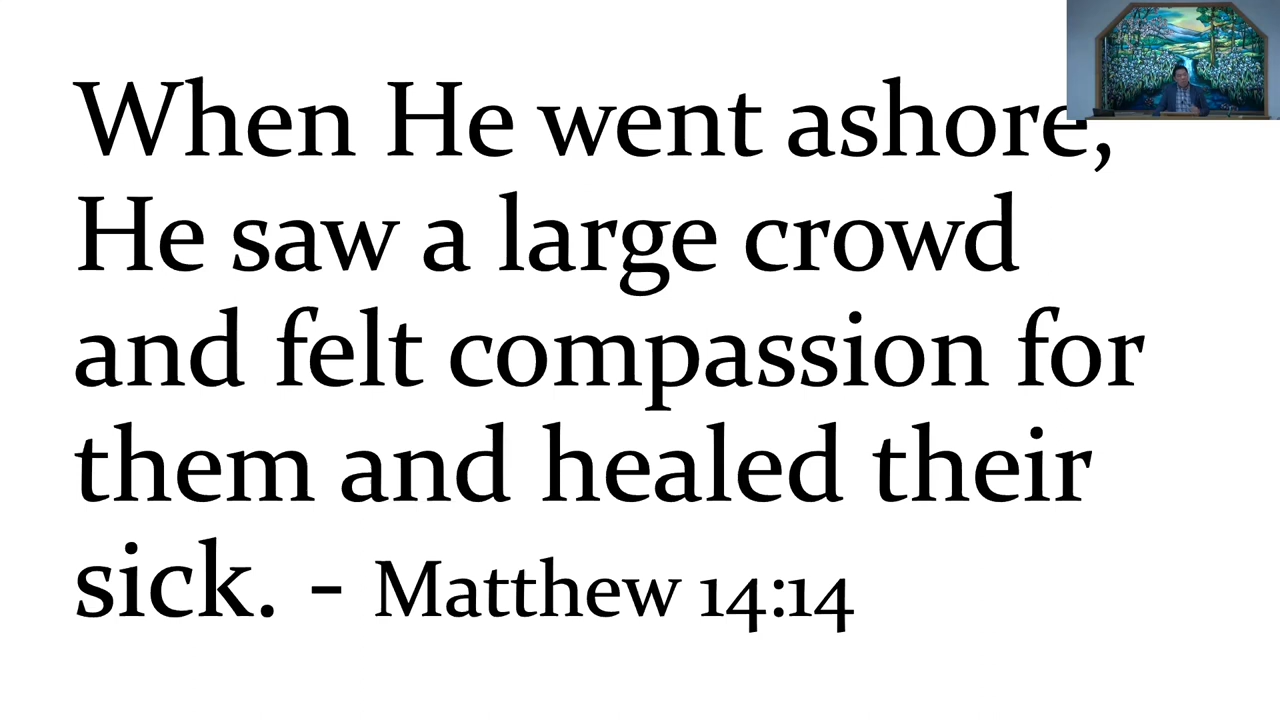 When He went ashore,
He saw a large crowd
and felt compassion for
them and healed their
sick. - Matthew 14:14